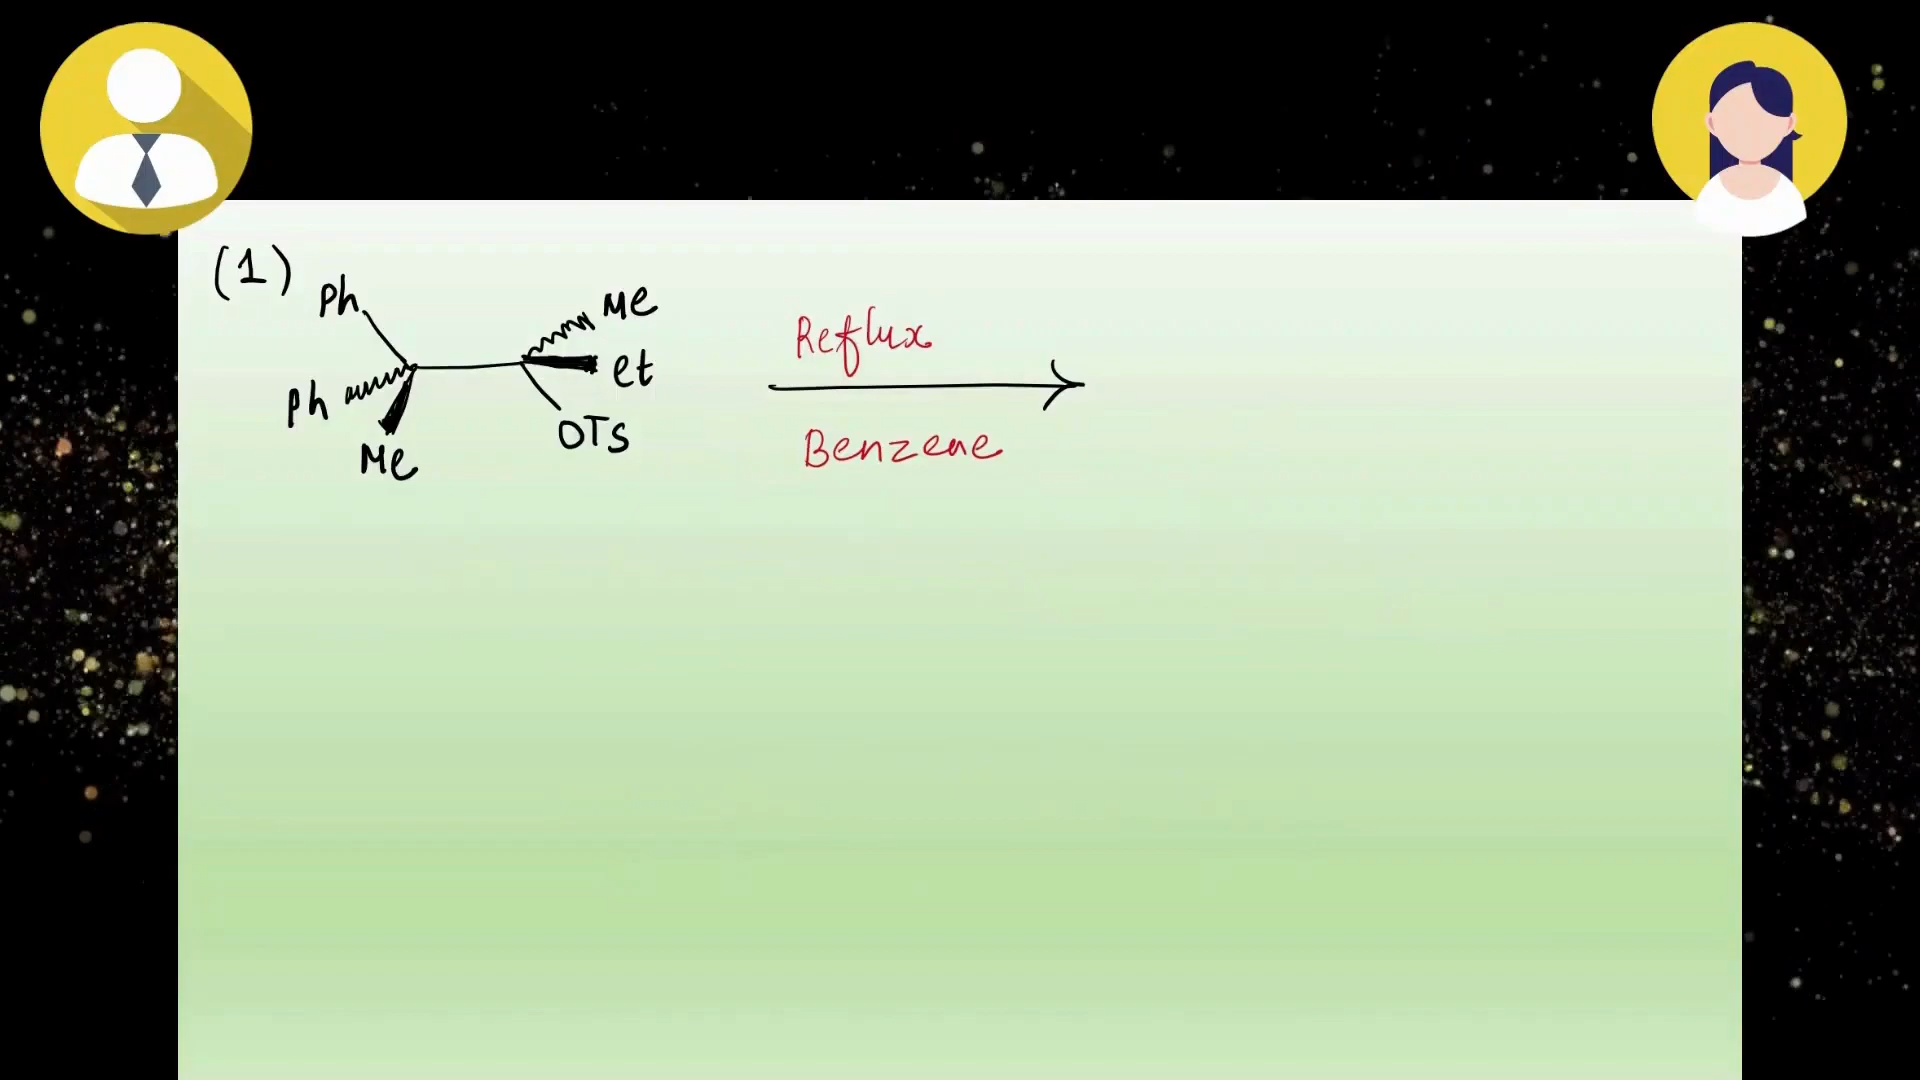 (1)
Ph
Me
Reflux
et
Ph
OTS
Me
Benzene